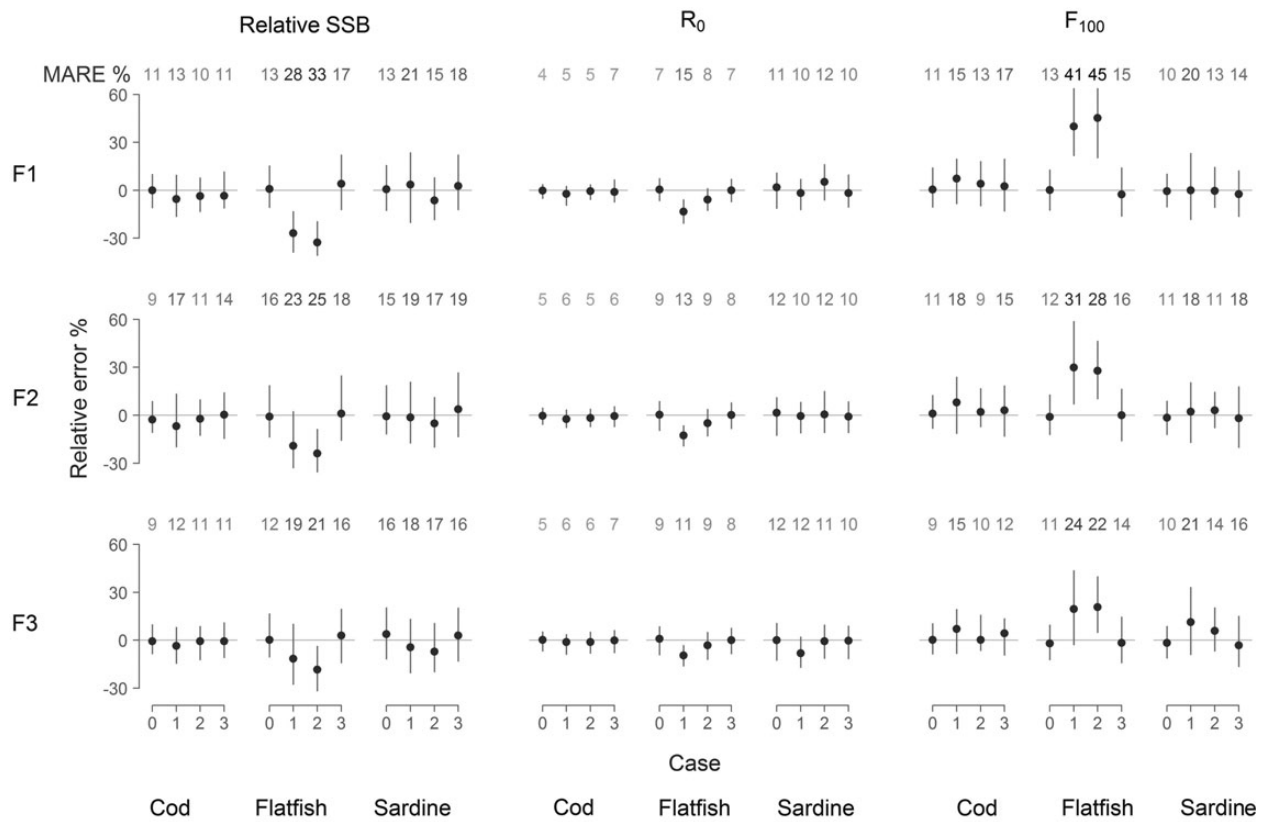 Relative SSB R₀ F₁₀₀
MARE % 11 13 10 11 13 28 33 17 13 21 15 18 4 5 5 7 7 15 8 7 11 10 12 10 11 15 13 17 13 41 45 15 10 20 13 14
60
30
F1 0
-30
9 17 11 14 16 23 25 18 15 19 17 19 5 6 5 6 9 13 9 8 12 10 12 10 11 18 9 15 12 31 28 16 11 18 11 18
60
30
F2 0
-30
Relative error %
9 12 11 11 12 19 21 16 16 18 17 16 5 6 6 7 9 11 9 8 12 12 11 10 9 15 10 12 11 24 22 14 10 21 14 16
60
30
F3 0
-30
0 1 2 3 0 1 2 3 0 1 2 3 0 1 2 3 0 1 2 3 0 1 2 3 0 1 2 3 0 1 2 3 0 1 2 3
Case
Cod Flatfish Sardine Cod Flatfish Sardine Cod Flatfish Sardine